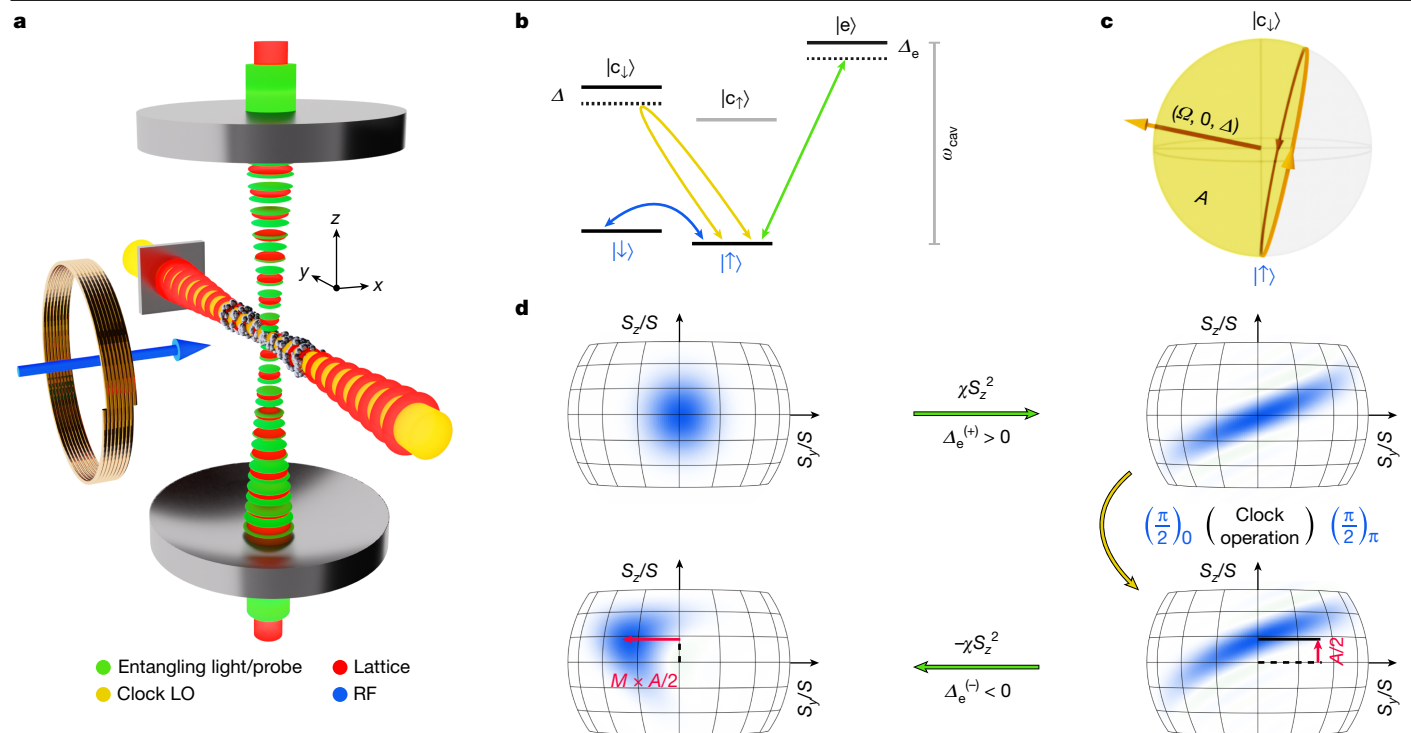 a
z
y
x
Entangling light/probe
Lattice
Clock LO
RF
b
|e⟩
Δe
|c↓⟩
Δ
|c↑⟩
ωcav
|↓⟩
|↑⟩
c
|c↓⟩
(Ω, 0, Δ)
A
|↑⟩
d
Sz/S
Sy/S
χSz²
Δe(+) > 0
Sz/S
Sy/S
(π/2)0 (Clock operation) (π/2)π
Sz/S
Sy/S
M × A/2
−χSz²
Δe(−) < 0
Sz/S
A/2
Sy/S